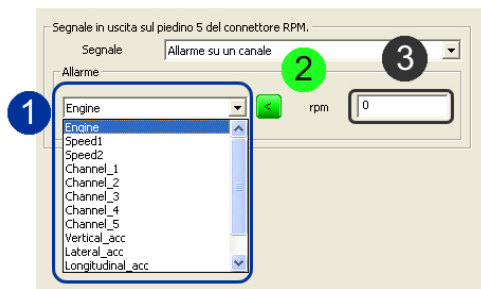 Segnale in uscita sul piedino 5 del connettore RPM.
Segnale Allarme su un canale
Allarme
1 Engine 2 < rpm 3 0
Engine
Speed1
Speed2
Channel_1
Channel_2
Channel_3
Channel_4
Channel_5
Vertical_acc
Lateral_acc
Longitudinal_acc